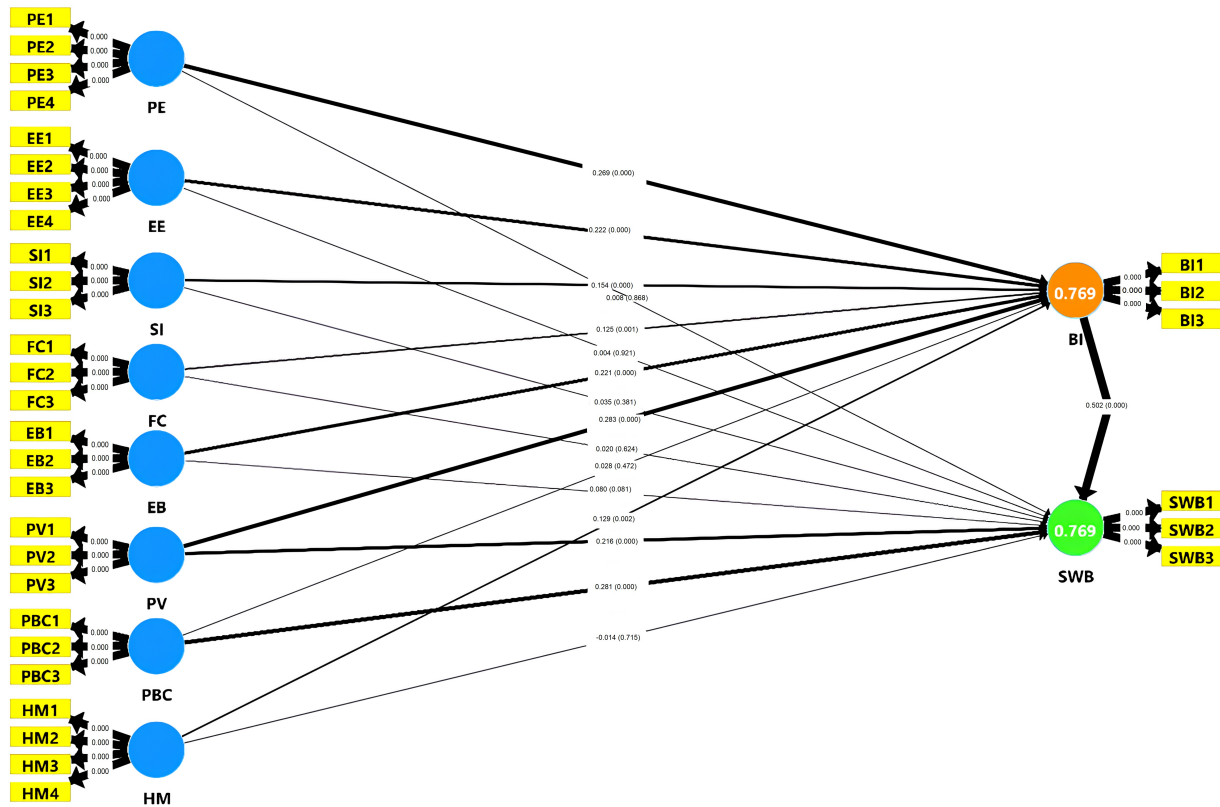 PE1
PE2
PE3
PE4
0.000
0.000
0.000
0.000
PE
EE1
EE2
EE3
EE4
0.000
0.000
0.000
0.000
EE
SI1
SI2
SI3
0.000
0.000
0.000
SI
FC1
FC2
FC3
0.000
0.000
0.000
FC
EB1
EB2
EB3
0.000
0.000
0.000
EB
PV1
PV2
PV3
0.000
0.000
0.000
PV
PBC1
PBC2
PBC3
0.000
0.000
0.000
PBC
HM1
HM2
HM3
HM4
0.000
0.000
0.000
0.000
HM
0.269 (0.000)
0.222 (0.000)
0.154 (0.000)
0.008 (0.868)
0.125 (0.001)
0.004 (0.921)
0.221 (0.000)
0.035 (0.381)
0.283 (0.000)
0.020 (0.624)
0.028 (0.472)
0.080 (0.081)
0.129 (0.002)
0.216 (0.000)
0.281 (0.000)
-0.014 (0.715)
0.769
BI
0.000
0.000
0.000
BI1
BI2
BI3
0.502 (0.000)
0.769
SWB
0.000
0.000
0.000
SWB1
SWB2
SWB3